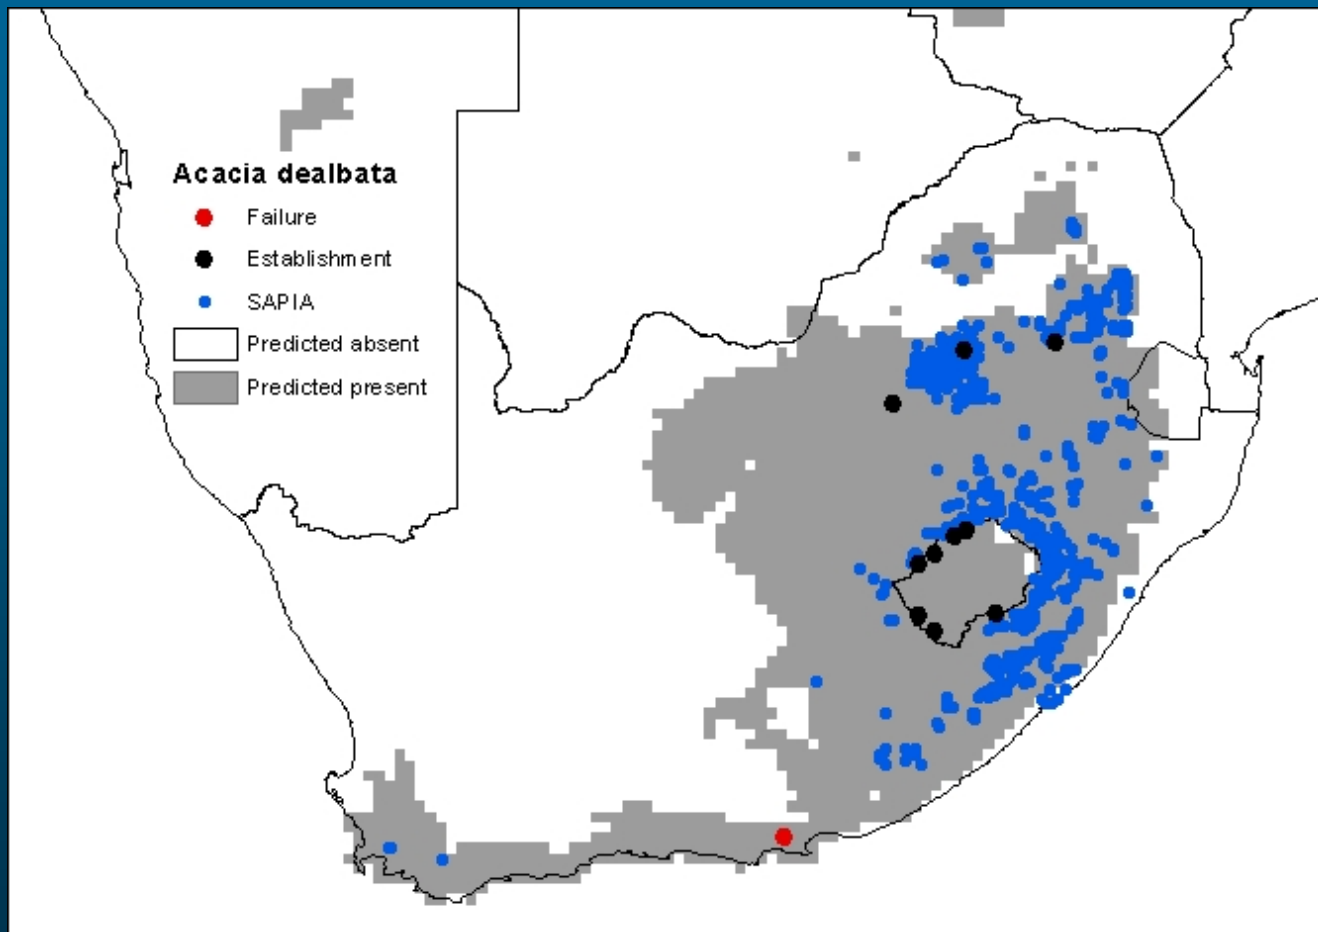 Acacia dealbata
Failure
Establishment
SAPIA
Predicted absent
Predicted present